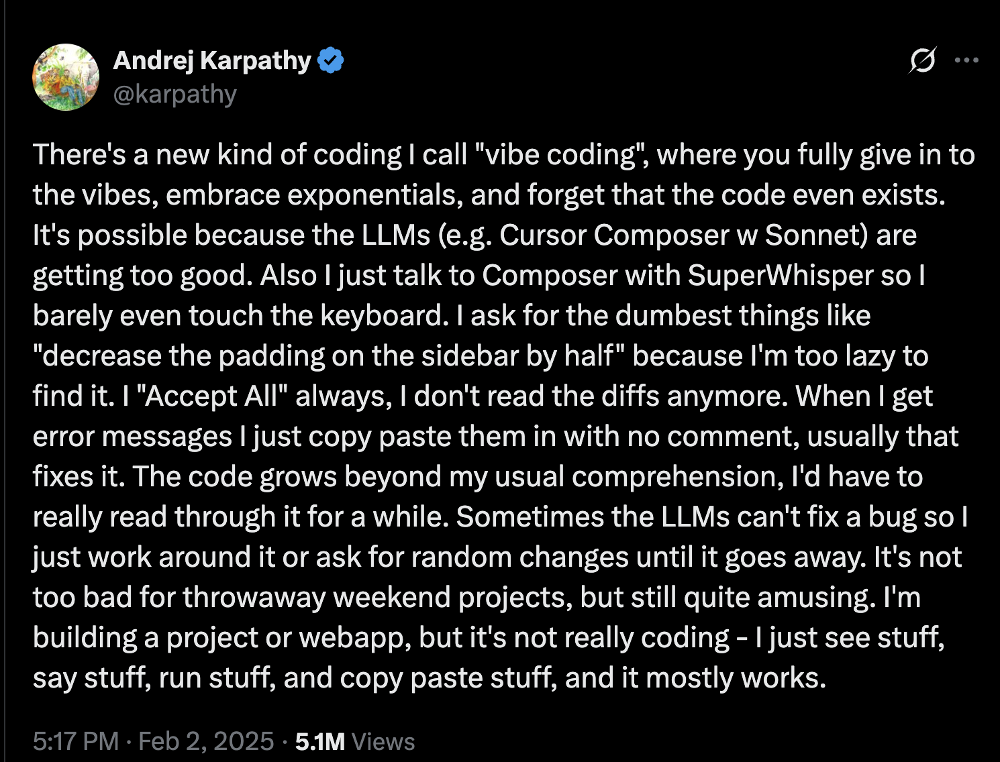 Andrej Karpathy
@karpathy
There's a new kind of coding I call "vibe coding", where you fully give in to
the vibes, embrace exponentials, and forget that the code even exists.
It's possible because the LLMs (e.g. Cursor Composer w Sonnet) are
getting too good. Also I just talk to Composer with SuperWhisper so I
barely even touch the keyboard. I ask for the dumbest things like
"decrease the padding on the sidebar by half" because I'm too lazy to
find it. I "Accept All" always, I don't read the diffs anymore. When I get
error messages I just copy paste them in with no comment, usually that
fixes it. The code grows beyond my usual comprehension, I'd have to
really read through it for a while. Sometimes the LLMs can't fix a bug so I
just work around it or ask for random changes until it goes away. It's not
too bad for throwaway weekend projects, but still quite amusing. I'm
building a project or webapp, but it's not really coding - I just see stuff,
say stuff, run stuff, and copy paste stuff, and it mostly works.
5:17 PM · Feb 2, 2025 · 5.1M Views